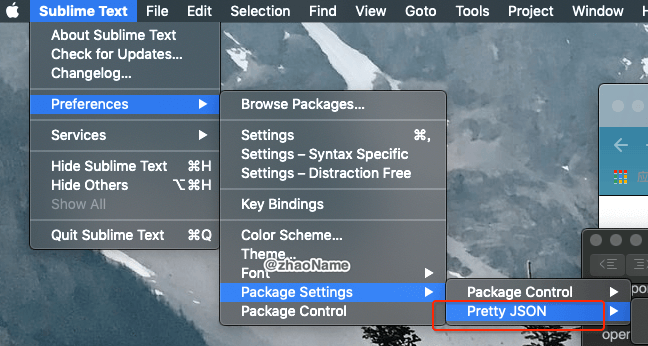 Sublime Text File Edit Selection Find View Goto Tools Project Window
About Sublime Text
Check for Updates...
Changelog...
Preferences
Services
Hide Sublime Text ⌘H
Hide Others ⌥⌘H
Show All
Quit Sublime Text ⌘Q
Browse Packages...
Settings ⌘,
Settings – Syntax Specific
Settings – Distraction Free
Key Bindings
Color Scheme...
Theme...
@zhaoName
Font
Package Settings
Package Control
Package Control
Pretty JSON
oper